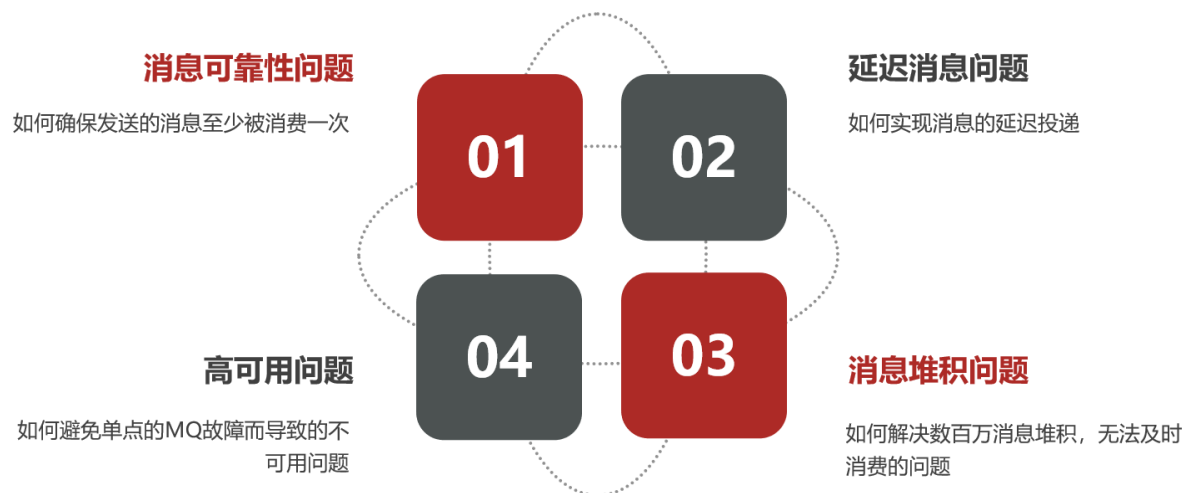 消息可靠性问题
如何确保发送的消息至少被消费一次
01
02
延迟消息问题
如何实现消息的延迟投递
高可用问题
如何避免单点的MQ故障而导致的不
可用问题
04
03
消息堆积问题
如何解决数百万消息堆积，无法及时
消费的问题